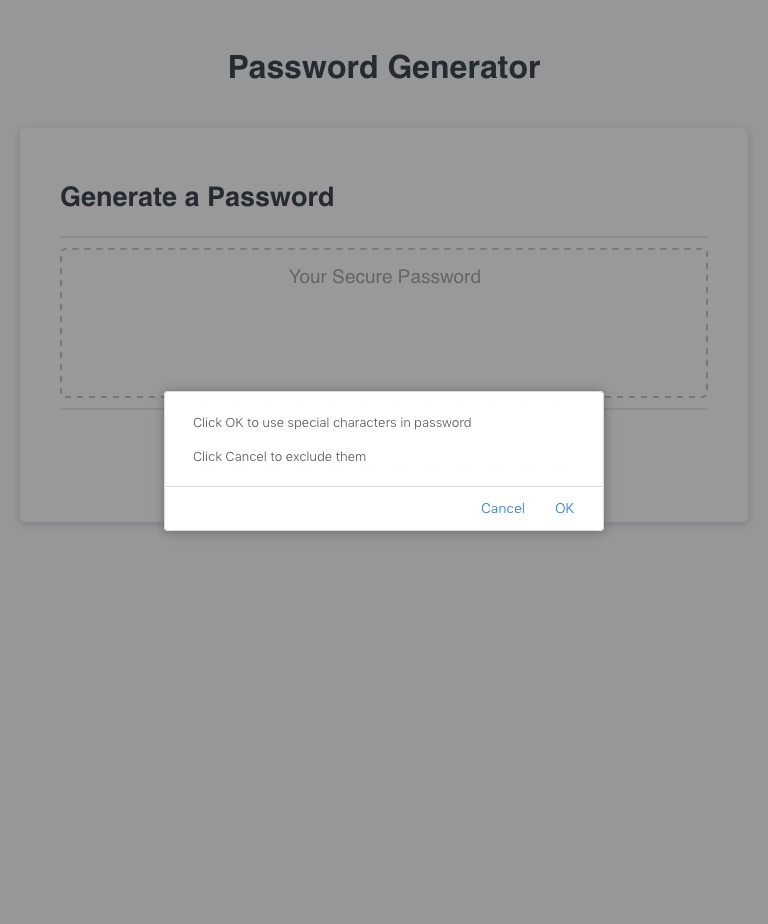 Password Generator
Generate a Password
Your Secure Password
Click OK to use special characters in password
Click Cancel to exclude them
Cancel OK